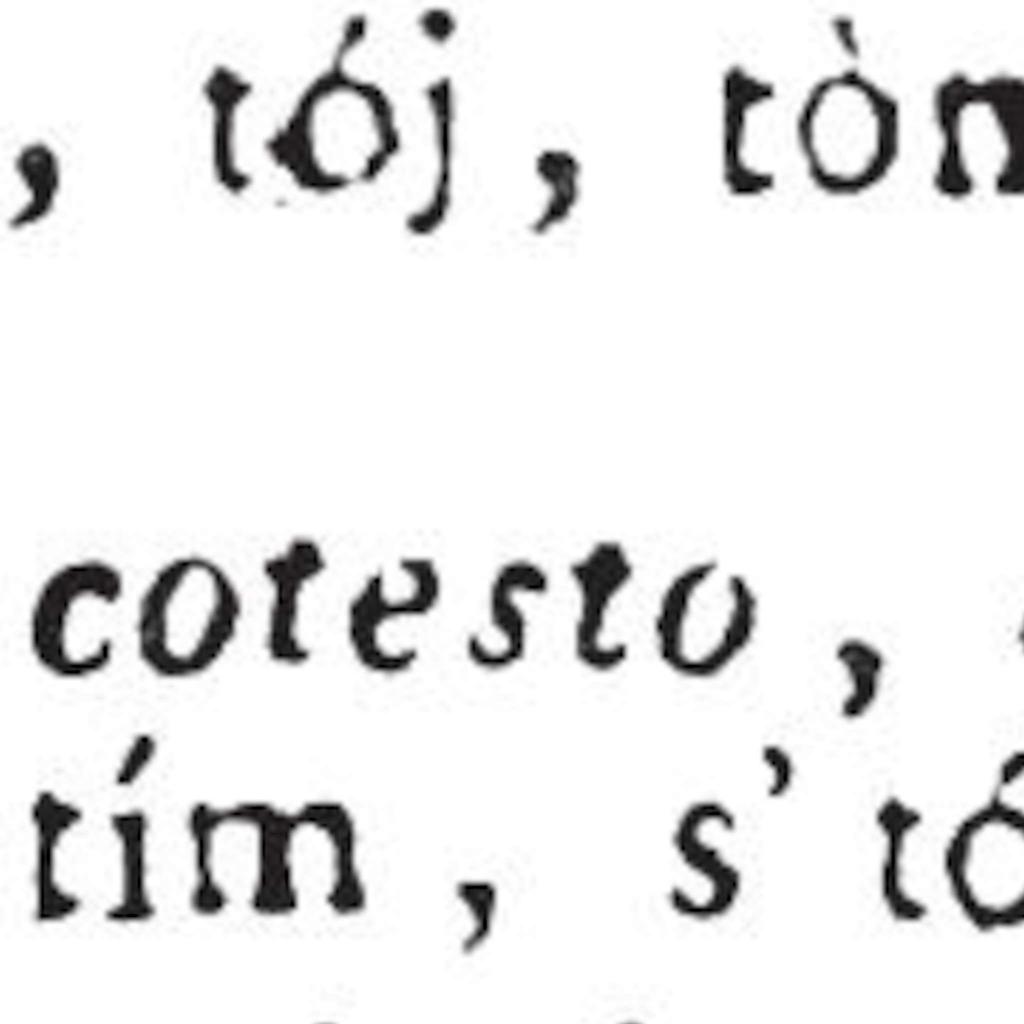 , tój, tòn
cotesto,
tím, s' tó